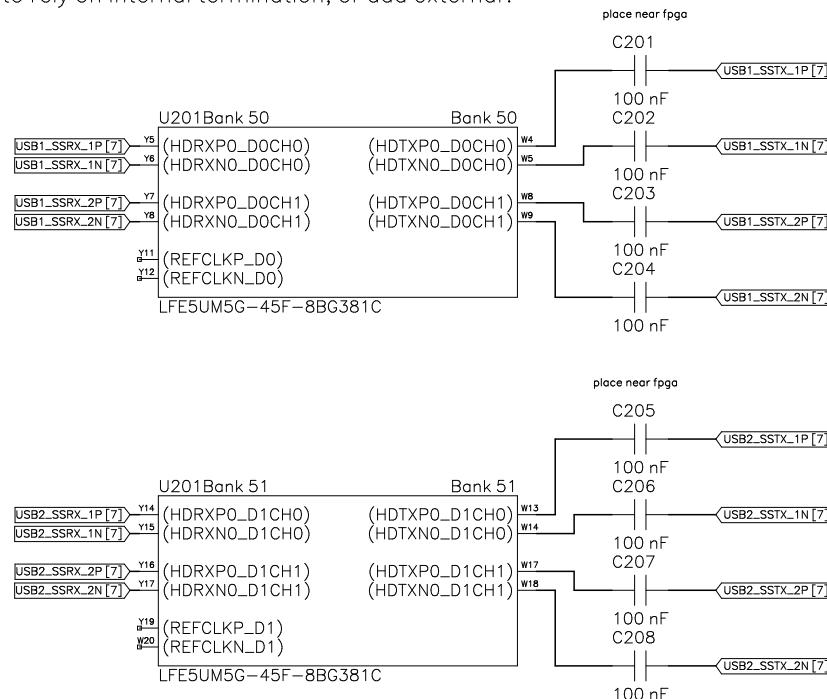 to rely on internal termination, or add external.
place near fpga
C201
USB1_SSTX_1P [7]
100 nF
U201Bank 50
Bank 50
C202
USB1_SSRX_1P [7]
Y5
(HDRXP0_D0CH0)
(HDTXP0_D0CH0)
W4
USB1_SSTX_1N [7]
USB1_SSRX_1N [7]
Y6
(HDRXN0_D0CH0)
(HDTXN0_D0CH0)
W5
100 nF
C203
USB1_SSRX_2P [7]
Y7
(HDRXP0_D0CH1)
(HDTXP0_D0CH1)
W8
USB1_SSRX_2N [7]
Y8
(HDRXN0_D0CH1)
(HDTXN0_D0CH1)
W9
USB1_SSTX_2P [7]
100 nF
Y11
(REFCLKP_D0)
Y12
(REFCLKN_D0)
C204
USB1_SSTX_2N [7]
LFE5UM5G-45F-8BG381C
100 nF
place near fpga
C205
USB2_SSTX_1P [7]
100 nF
U201Bank 51
Bank 51
C206
USB2_SSRX_1P [7]
Y14
(HDRXP0_D1CH0)
(HDTXP0_D1CH0)
W13
USB2_SSTX_1N [7]
USB2_SSRX_1N [7]
Y15
(HDRXN0_D1CH0)
(HDTXN0_D1CH0)
W14
100 nF
C207
USB2_SSRX_2P [7]
Y16
(HDRXP0_D1CH1)
(HDTXP0_D1CH1)
W17
USB2_SSRX_2N [7]
Y17
(HDRXN0_D1CH1)
(HDTXN0_D1CH1)
W18
USB2_SSTX_2P [7]
100 nF
Y19
(REFCLKP_D1)
W20
(REFCLKN_D1)
C208
USB2_SSTX_2N [7]
LFE5UM5G-45F-8BG381C
100 nF